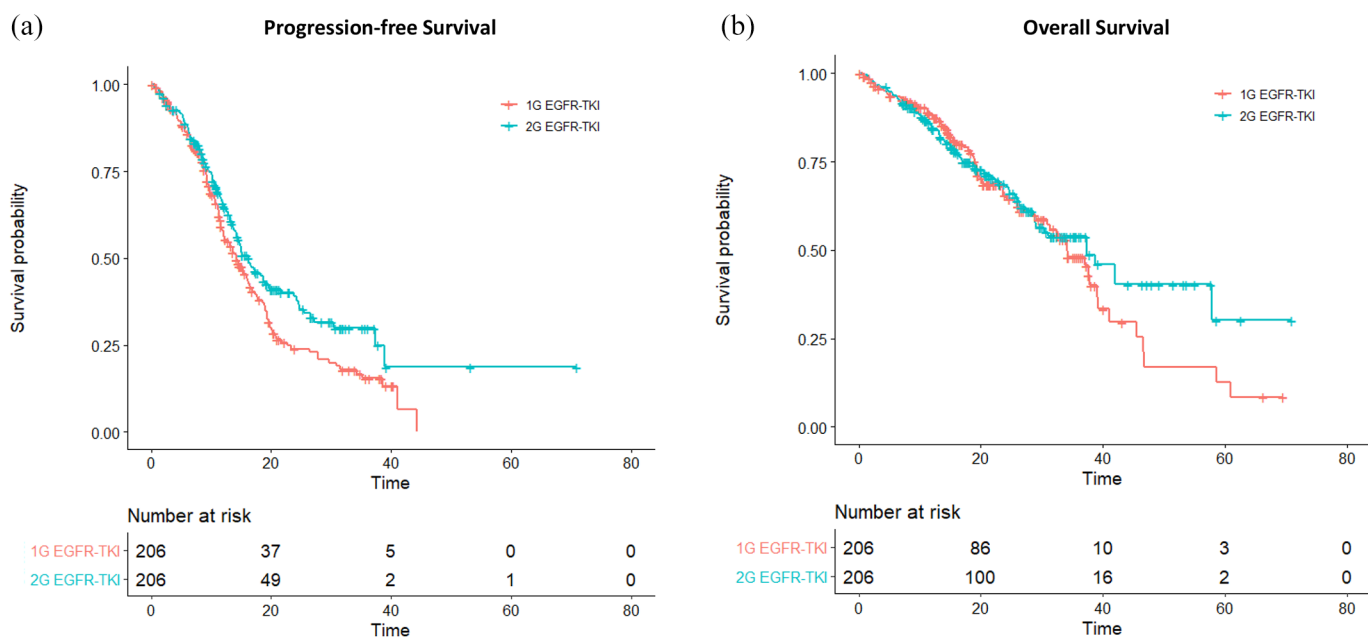 (a) Progression-free Survival
1.00
0.75
0.50
0.25
0.00
Survival probability
1G EGFR-TKI
2G EGFR-TKI
0 20 40 60 80
Time
Number at risk
1G EGFR-TKI 206 37 5 0 0
2G EGFR-TKI 206 49 2 1 0
0 20 40 60 80
Time
(b) Overall Survival
1.00
0.75
0.50
0.25
0.00
Survival probability
1G EGFR-TKI
2G EGFR-TKI
0 20 40 60 80
Time
Number at risk
1G EGFR-TKI 206 86 10 3 0
2G EGFR-TKI 206 100 16 2 0
0 20 40 60 80
Time